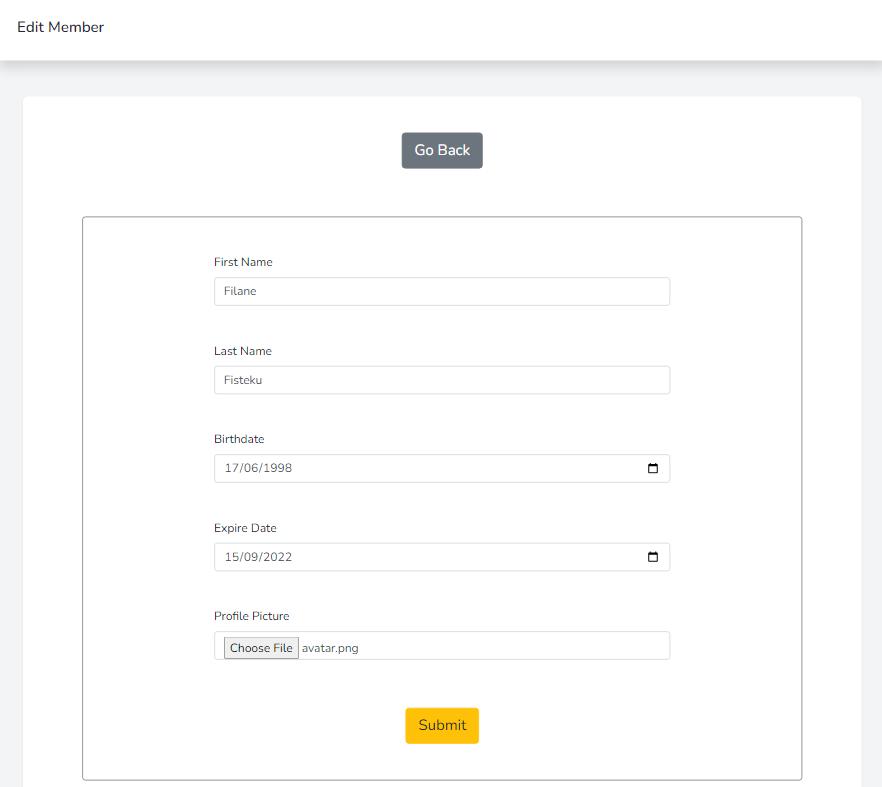 Edit Member
Go Back
First Name
Filane
Last Name
Fisteku
Birthdate
17/06/1998
Expire Date
15/09/2022
Profile Picture
Choose File avatar.png
Submit